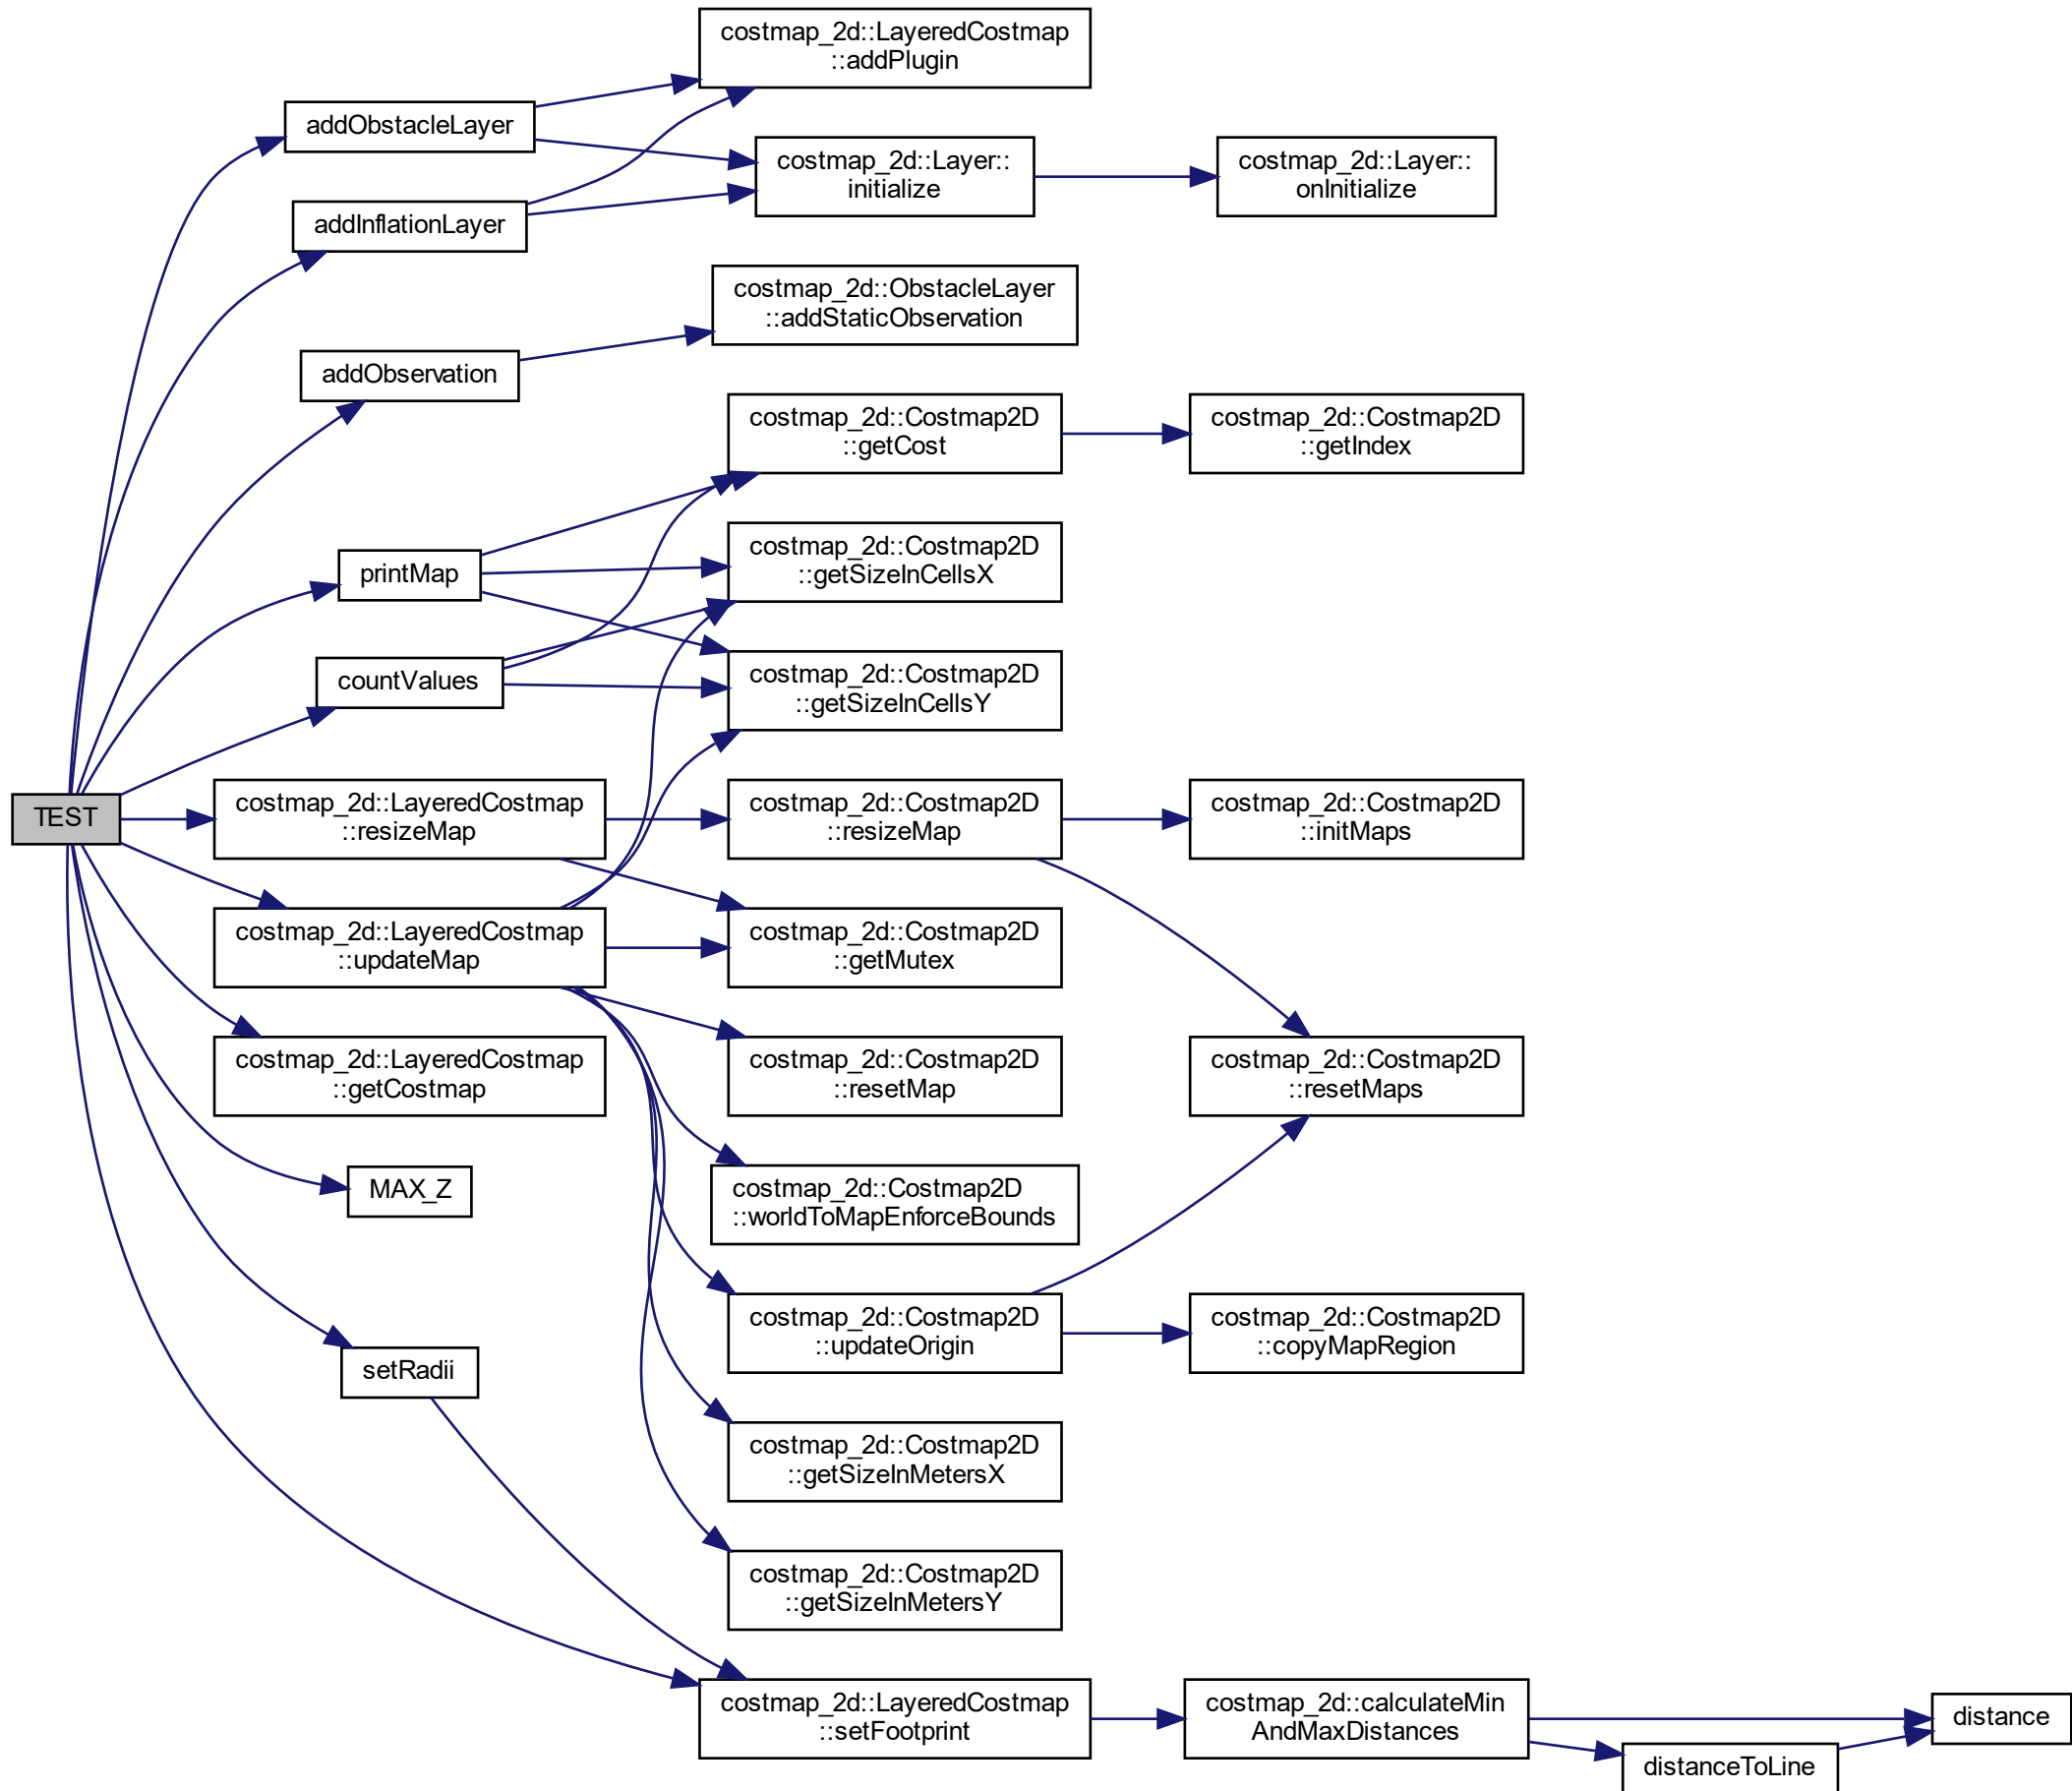 costmap_2d::LayeredCostmap
::addPlugin
addObstacleLayer
costmap_2d::Layer::
initialize
costmap_2d::Layer::
onInitialize
addInflationLayer
costmap_2d::ObstacleLayer
::addStaticObservation
addObservation
costmap_2d::Costmap2D
::getCost
costmap_2d::Costmap2D
::getIndex
printMap
costmap_2d::Costmap2D
::getSizeInCellsX
countValues
costmap_2d::Costmap2D
::getSizeInCellsY
TEST
costmap_2d::LayeredCostmap
::resizeMap
costmap_2d::Costmap2D
::resizeMap
costmap_2d::Costmap2D
::initMaps
costmap_2d::LayeredCostmap
::updateMap
costmap_2d::Costmap2D
::getMutex
costmap_2d::LayeredCostmap
::getCostmap
costmap_2d::Costmap2D
::resetMap
costmap_2d::Costmap2D
::resetMaps
MAX_Z
costmap_2d::Costmap2D
::worldToMapEnforceBounds
setRadii
costmap_2d::Costmap2D
::updateOrigin
costmap_2d::Costmap2D
::copyMapRegion
costmap_2d::Costmap2D
::getSizeInMetersX
costmap_2d::Costmap2D
::getSizeInMetersY
costmap_2d::LayeredCostmap
::setFootprint
costmap_2d::calculateMin
AndMaxDistances
distance
distanceToLine